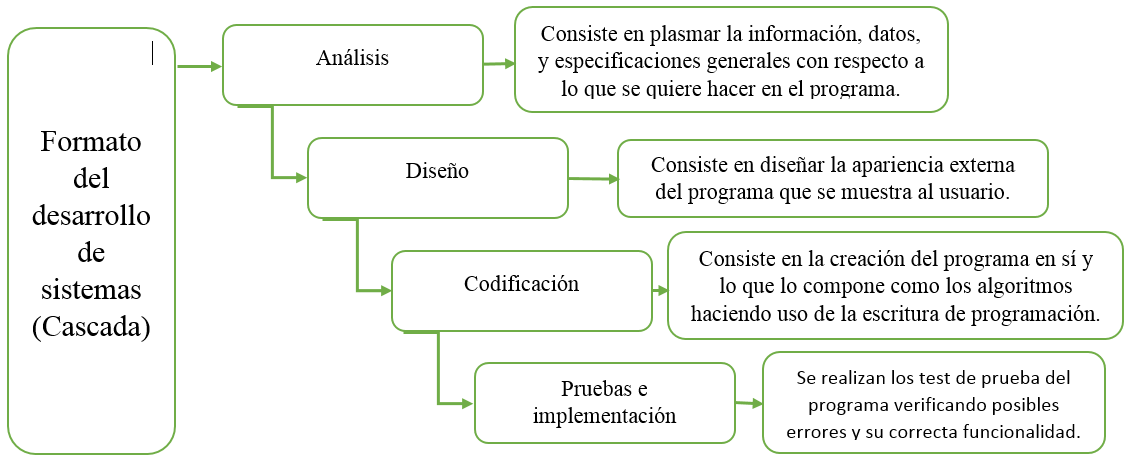 Formato
del
desarrollo
de
sistemas
(Cascada)
Análisis
Consiste en plasmar la información, datos,
y especificaciones generales con respecto a
lo que se quiere hacer en el programa.
Diseño
Consiste en diseñar la apariencia externa
del programa que se muestra al usuario.
Codificación
Consiste en la creación del programa en sí y
lo que lo compone como los algoritmos
haciendo uso de la escritura de programación.
Pruebas e
implementación
Se realizan los test de prueba del
programa verificando posibles
errores y su correcta funcionalidad.